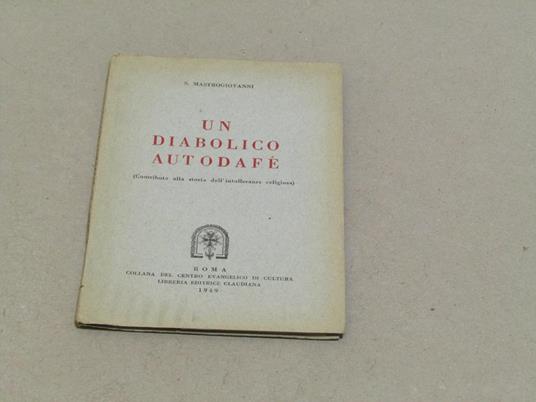 S. MASTROGIOVANNI
UN
DIABOLICO
AUTODAFÈ
(Contributo alla storia dell'intolleranza religiosa)
ROMA
COLLANA DEL CENTRO EVANGELICO DI CULTURA
LIBRERIA EDITRICE CLAUDIANA
1949